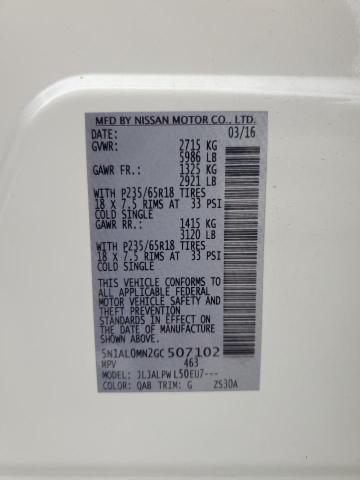 MFD BY NISSAN MOTOR CO., LTD.
DATE: 03/16
GVWR: 2715 KG
5986 LB
GAWR FR.: 1325 KG
2921 LB
WITH P235/65R18 TIRES
18 X 7.5 RIMS AT 33 PSI
COLD SINGLE
GAWR RR.: 1415 KG
3120 LB
WITH P235/65R18 TIRES
18 X 7.5 RIMS AT 33 PSI
COLD SINGLE
THIS VEHICLE CONFORMS TO
ALL APPLICABLE FEDERAL
MOTOR VEHICLE SAFETY AND
THEFT PREVENTION
STANDARDS IN EFFECT ON
THE DATE OF MANUFACTURE
SHOWN ABOVE.
5N1AL0MN2GC507102
MPV 463
MODEL: JLJALPW L50EU7---
COLOR: QAB TRIM: G ZS30A